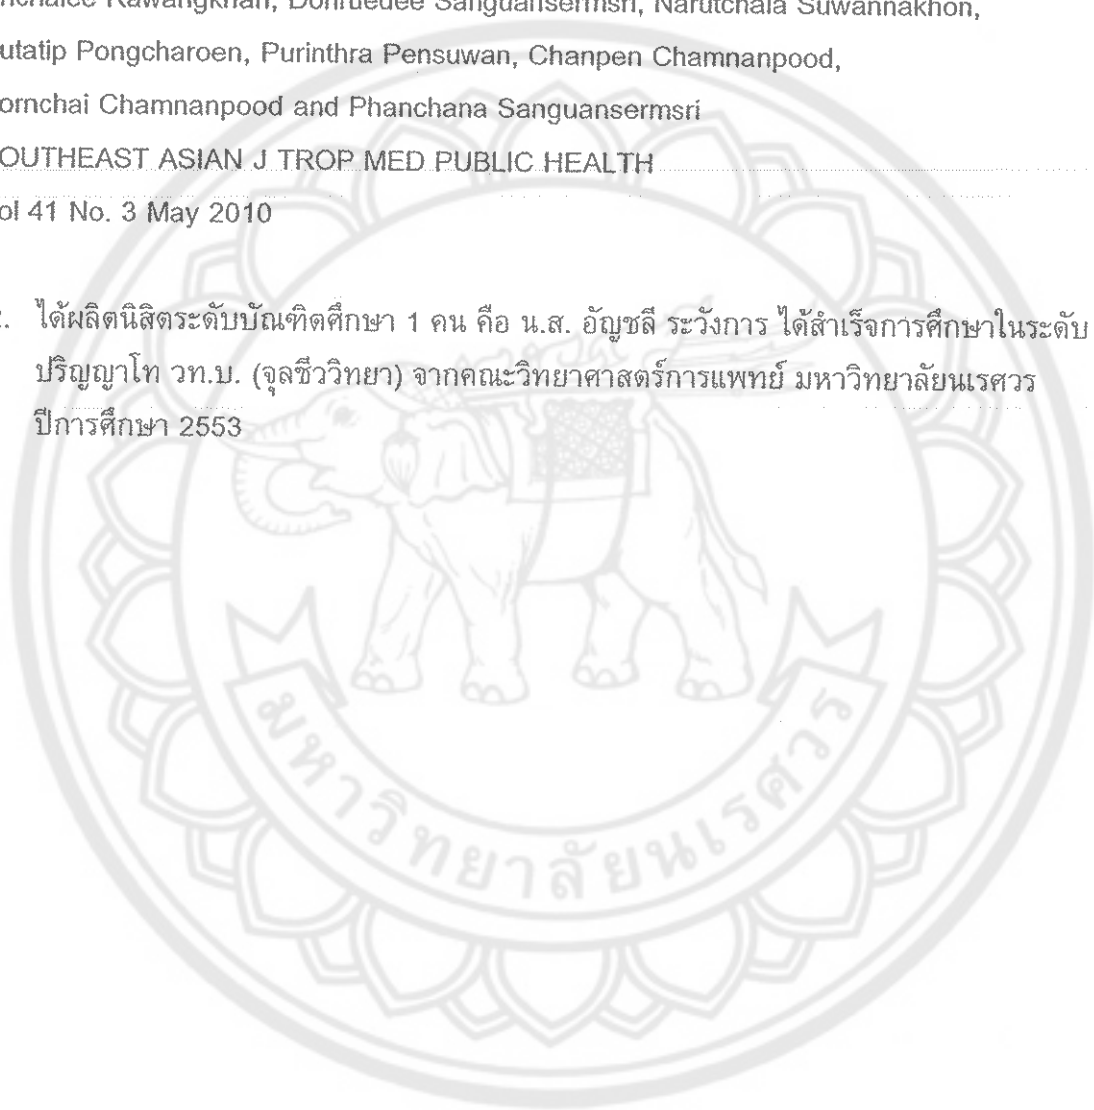 Rawangkhan, Donruedee Sanguansermsri, Narutchala Suwannakhon,
utatip Pongcharoen, Purinthra Pensuwan, Chanpen Chamnanpood,
ornchai Chamnanpood and Phanchana Sanguansermsri
OUTHEAST ASIAN J TROP MED PUBLIC HEALTH
ol 41 No. 3 May 2010
ได้ผลิตนิสิตระดับบัณฑิตศึกษา 1 คน คือ น.ส. อัญชลี ระวังการ ได้สำเร็จการศึกษาในระดับ
ปริญญาโท วท.บ. (จุลชีววิทยา) จากคณะวิทยาศาสตร์การแพทย์ มหาวิทยาลัยนเรศวร
ปีการศึกษา 2553
มหาวิทยาลัยนเรศวร